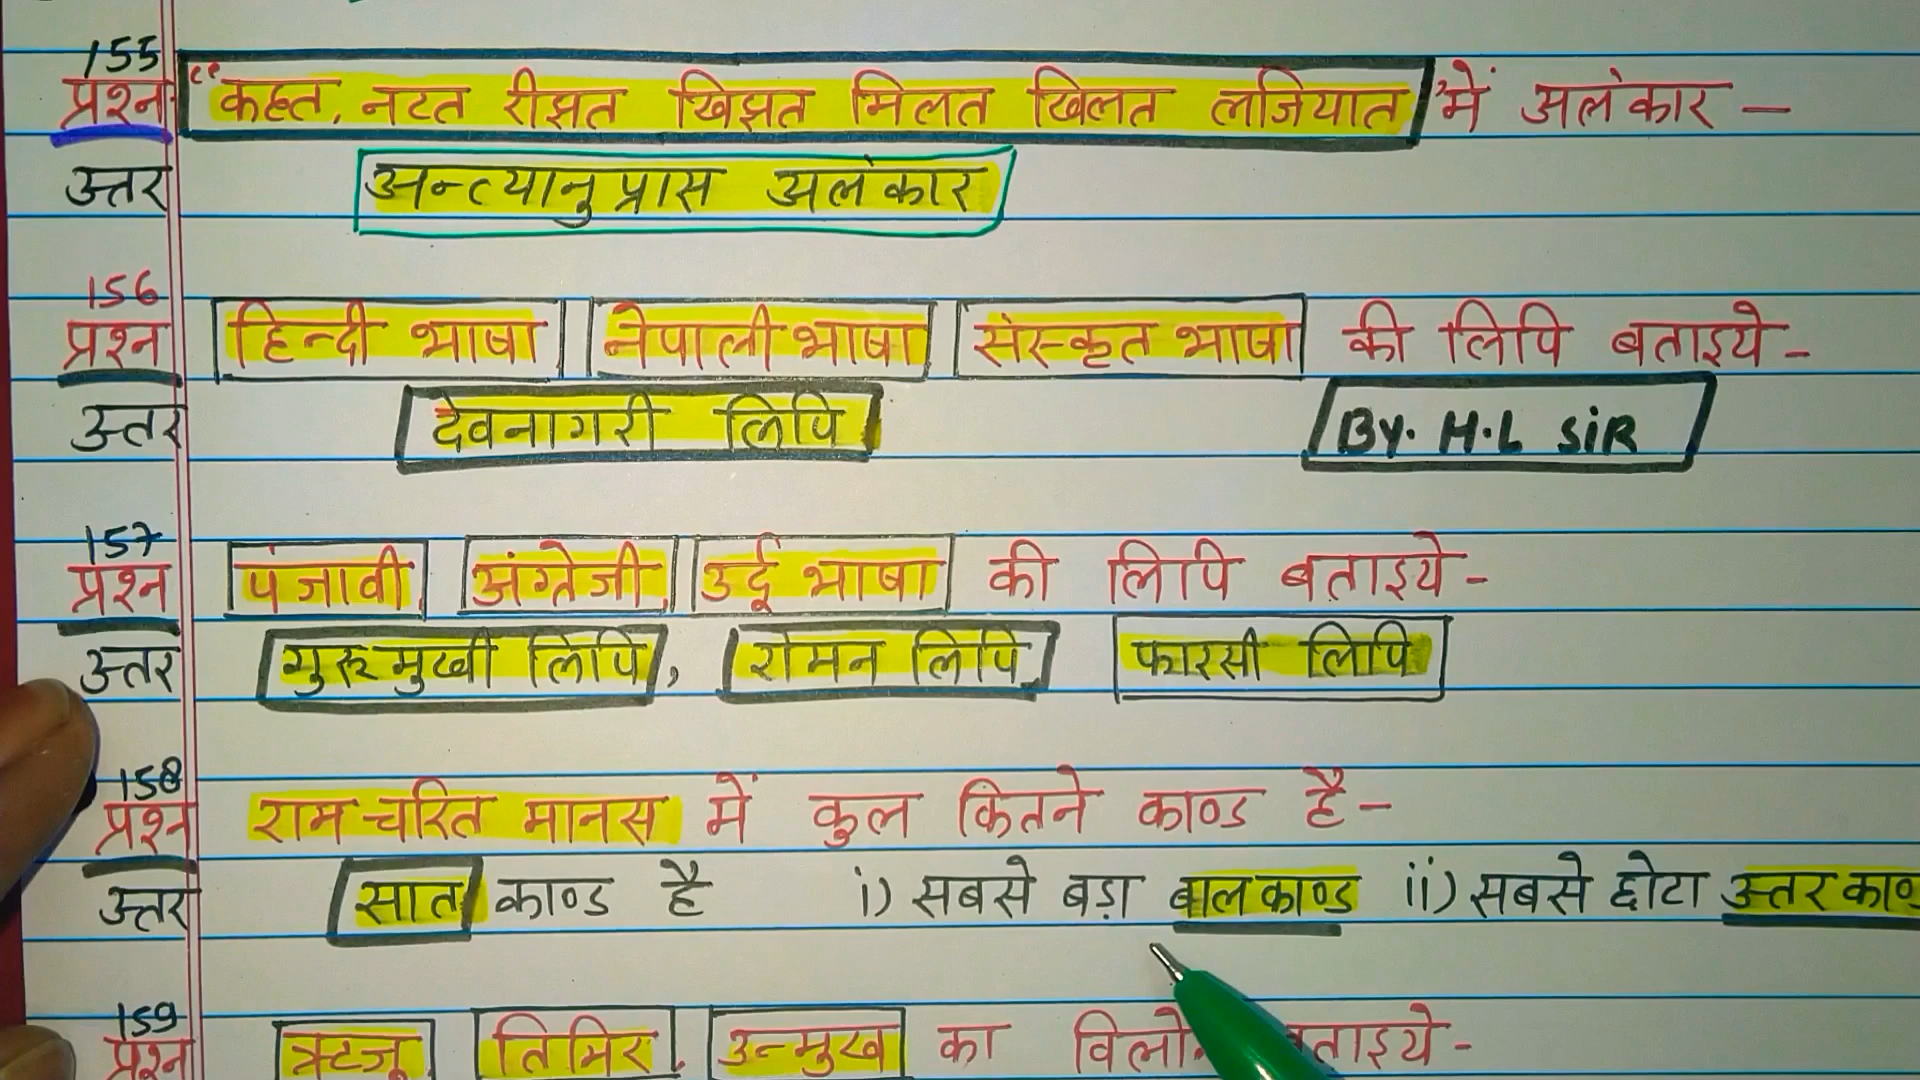 155
प्रश्न "कहत, नटत रीझत खिझत मिलत खिलत लजियात" में अलंकार –
उत्तर अन्त्यानुप्रास अलंकार
156
प्रश्न हिन्दी भाषा, नेपाली भाषा, संस्कृत भाषा की लिपि बताइये -
उत्तर देवनागरी लिपि By. H.L SiR
157
प्रश्न पंजावी, अंग्रेजी, उर्दू भाषा की लिपि बताइये -
उत्तर गुरूमुखी लिपि, रोमन लिपि, फारसी लिपि
158
प्रश्न राम चरित मानस में कुल कितने काण्ड है -
उत्तर सात काण्ड है i) सबसे बड़ा बालकाण्ड ii) सबसे छोटा उत्तरकाण्ड
159
प्रश्न ऋजू, तिमिर, उन्मुख का बताइये -